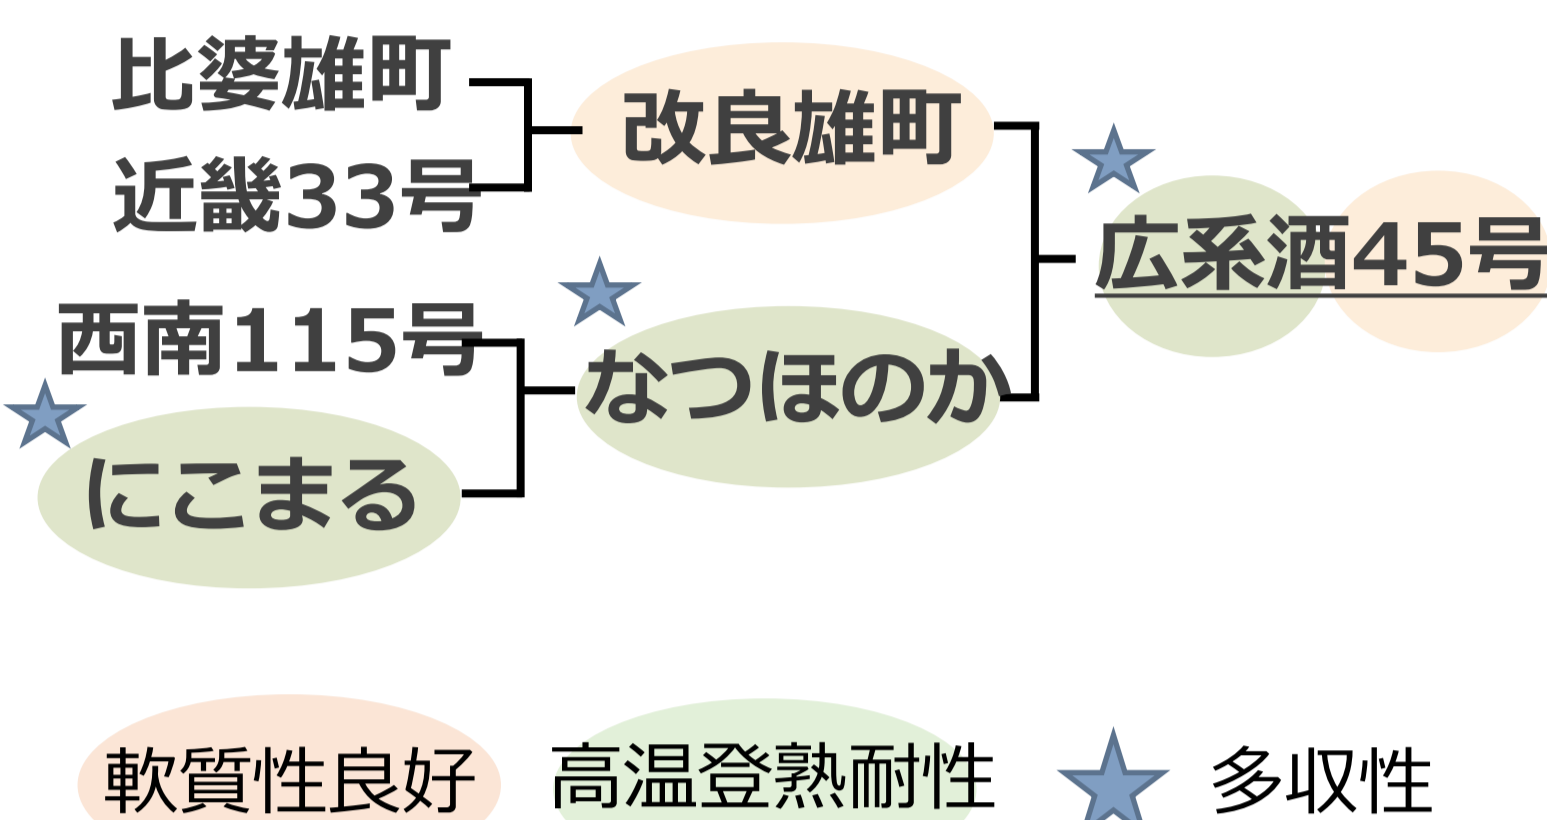 比婆雄町
近畿33号
改良雄町
広系酒45号
西南115号
なつほのか
にこまる
軟質性良好
高温登熟耐性
多収性